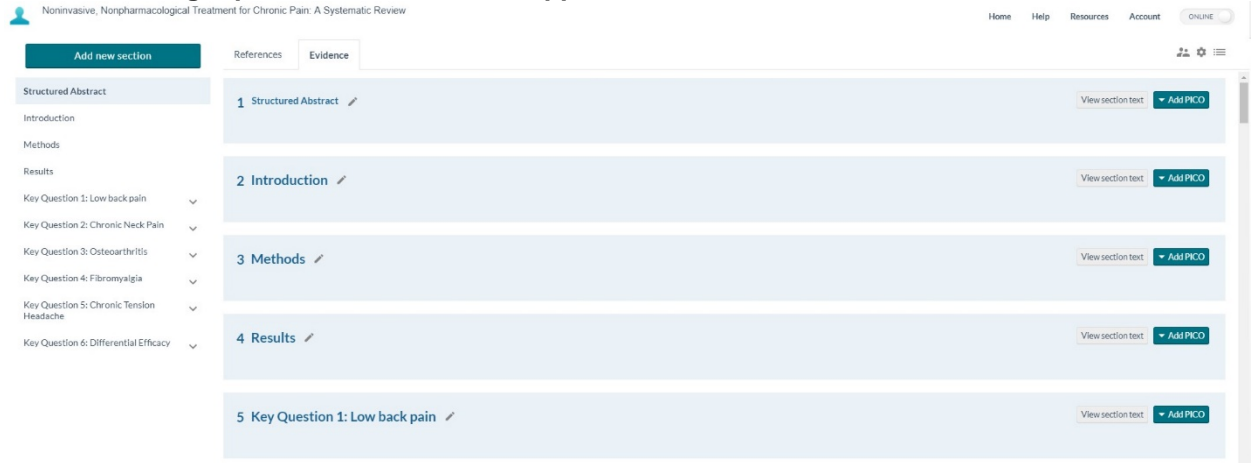 Noninvasive, Nonpharmacological Treatment for Chronic Pain: A Systematic Review
Home Help Resources Account ONLINE
Add new section
References Evidence
Structured Abstract
Introduction
Methods
Results
Key Question 1: Low back pain
Key Question 2: Chronic Neck Pain
Key Question 3: Osteoarthritis
Key Question 4: Fibromyalgia
Key Question 5: Chronic Tension
Headache
Key Question 6: Differential Efficacy
1 Structured Abstract View section text Add PICO
2 Introduction View section text Add PICO
3 Methods View section text Add PICO
4 Results View section text Add PICO
5 Key Question 1: Low back pain View section text Add PICO